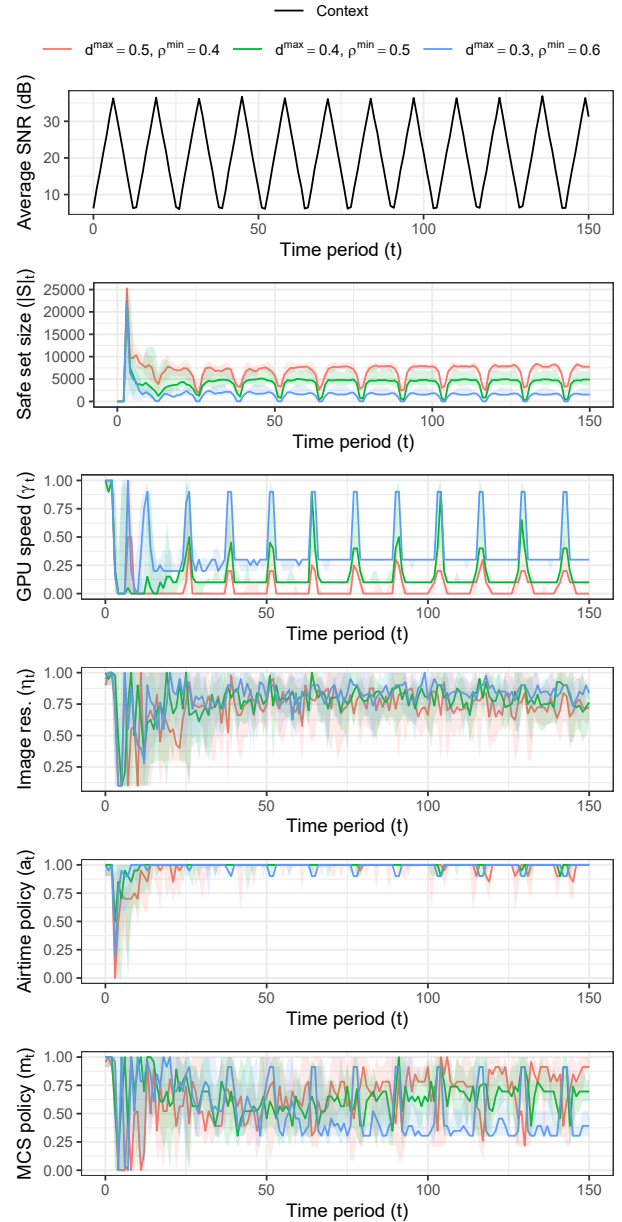 Context
d^max = 0.5, ρ^min = 0.4 d^max = 0.4, ρ^min = 0.5 d^max = 0.3, ρ^min = 0.6
Average SNR (dB)
30
20
10
0 50 100 150
Time period (t)
Safe set size (|S|t)
25000
20000
15000
10000
5000
0
0 50 100 150
Time period (t)
GPU speed (γt)
1.00
0.75
0.50
0.25
0.00
0 50 100 150
Time period (t)
Image res. (ηt)
1.00
0.75
0.50
0.25
0 50 100 150
Time period (t)
Airtime policy (at)
1.00
0.75
0.50
0.25
0.00
0 50 100 150
Time period (t)
MCS policy (mt)
1.00
0.75
0.50
0.25
0.00
0 50 100 150
Time period (t)